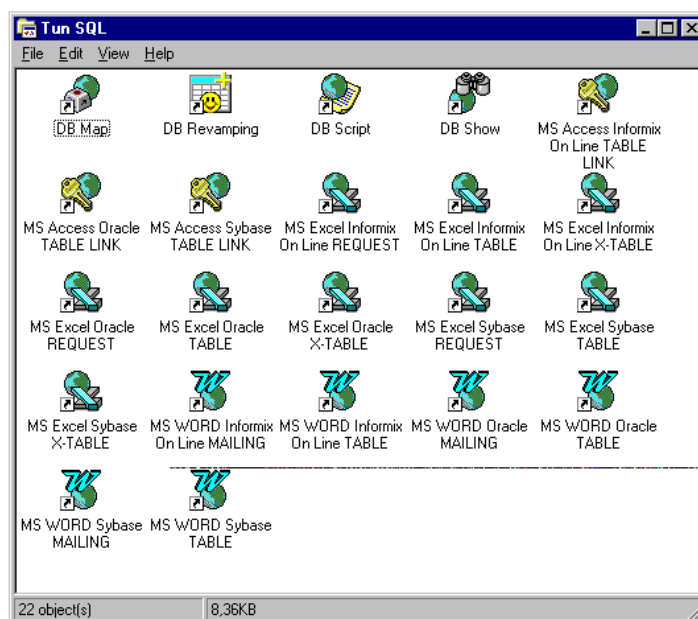 Tun SQL
File Edit View Help
DB Map
DB Revamping
DB Script
DB Show
MS Access Informix
On Line TABLE
LINK
MS Access Oracle
TABLE LINK
MS Access Sybase
TABLE LINK
MS Excel Informix
On Line REQUEST
MS Excel Informix
On Line TABLE
MS Excel Informix
On Line X-TABLE
MS Excel Oracle
REQUEST
MS Excel Oracle
TABLE
MS Excel Oracle
X-TABLE
MS Excel Sybase
REQUEST
MS Excel Sybase
TABLE
MS Excel Sybase
X-TABLE
MS WORD Informix
On Line MAILING
MS WORD Informix
On Line TABLE
MS WORD Oracle
MAILING
MS WORD Oracle
TABLE
MS WORD Sybase
MAILING
MS WORD Sybase
TABLE
22 object(s)
8,36KB